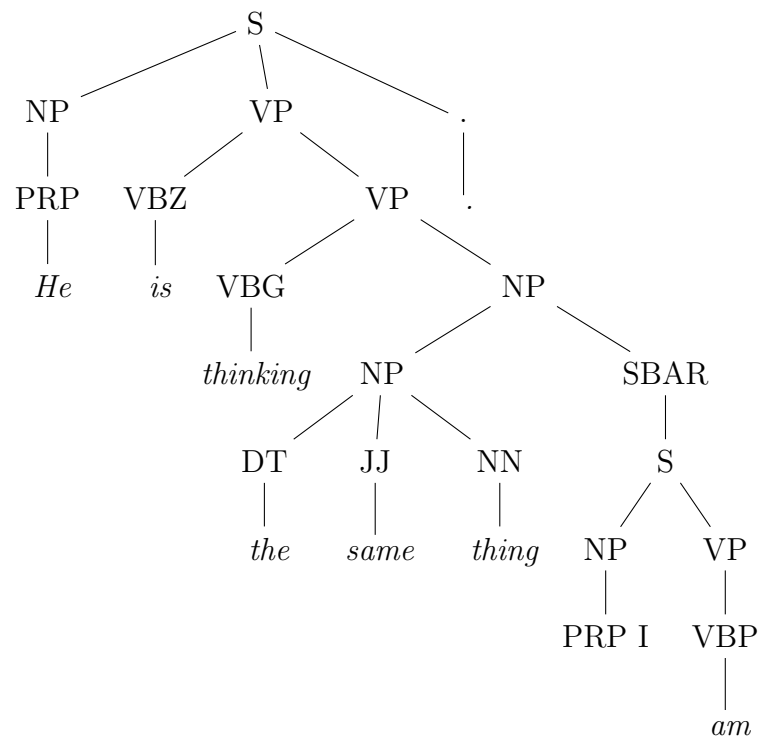 S
NP VP .
PRP VBZ VP .
He is VBG NP
thinking NP SBAR
DT JJ NN S
the same thing NP VP
PRP I VBP
am